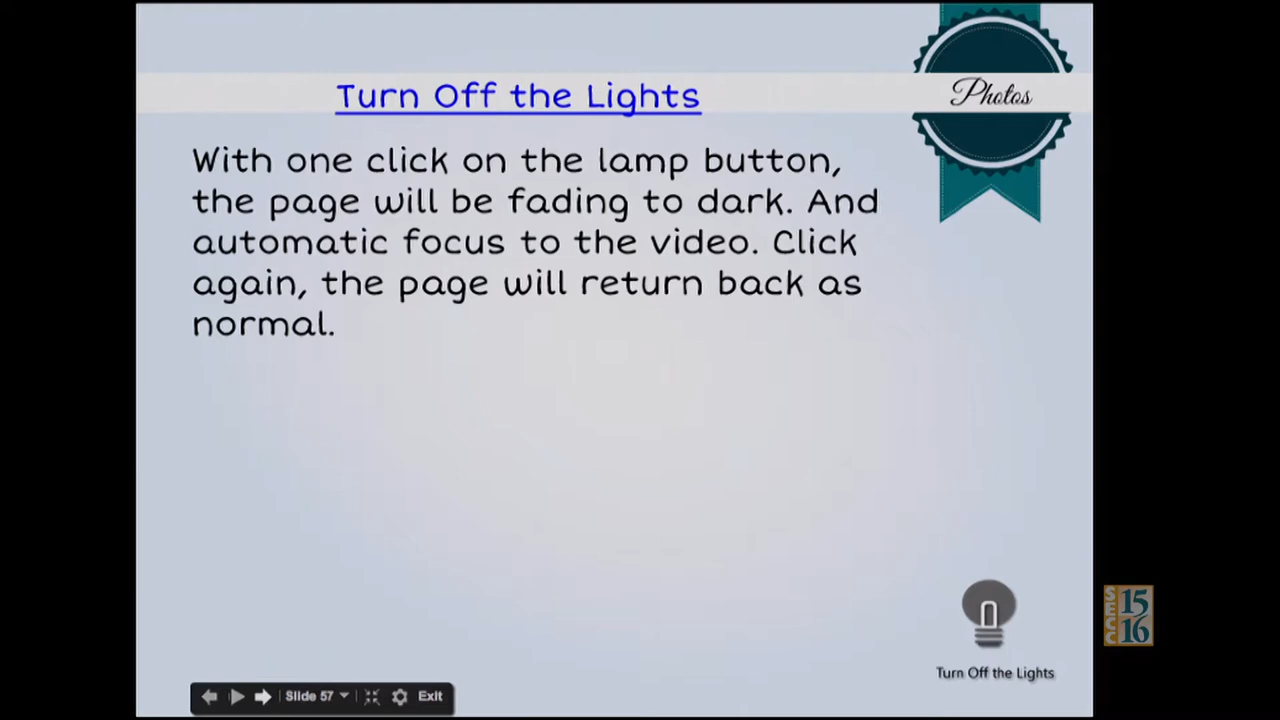 Turn Off the Lights
Photos
With one click on the lamp button,
the page will be fading to dark. And
automatic focus to the video. Click
again, the page will return back as
normal.
Turn Off the Lights
Slide 57
Exit
SECC
15
16